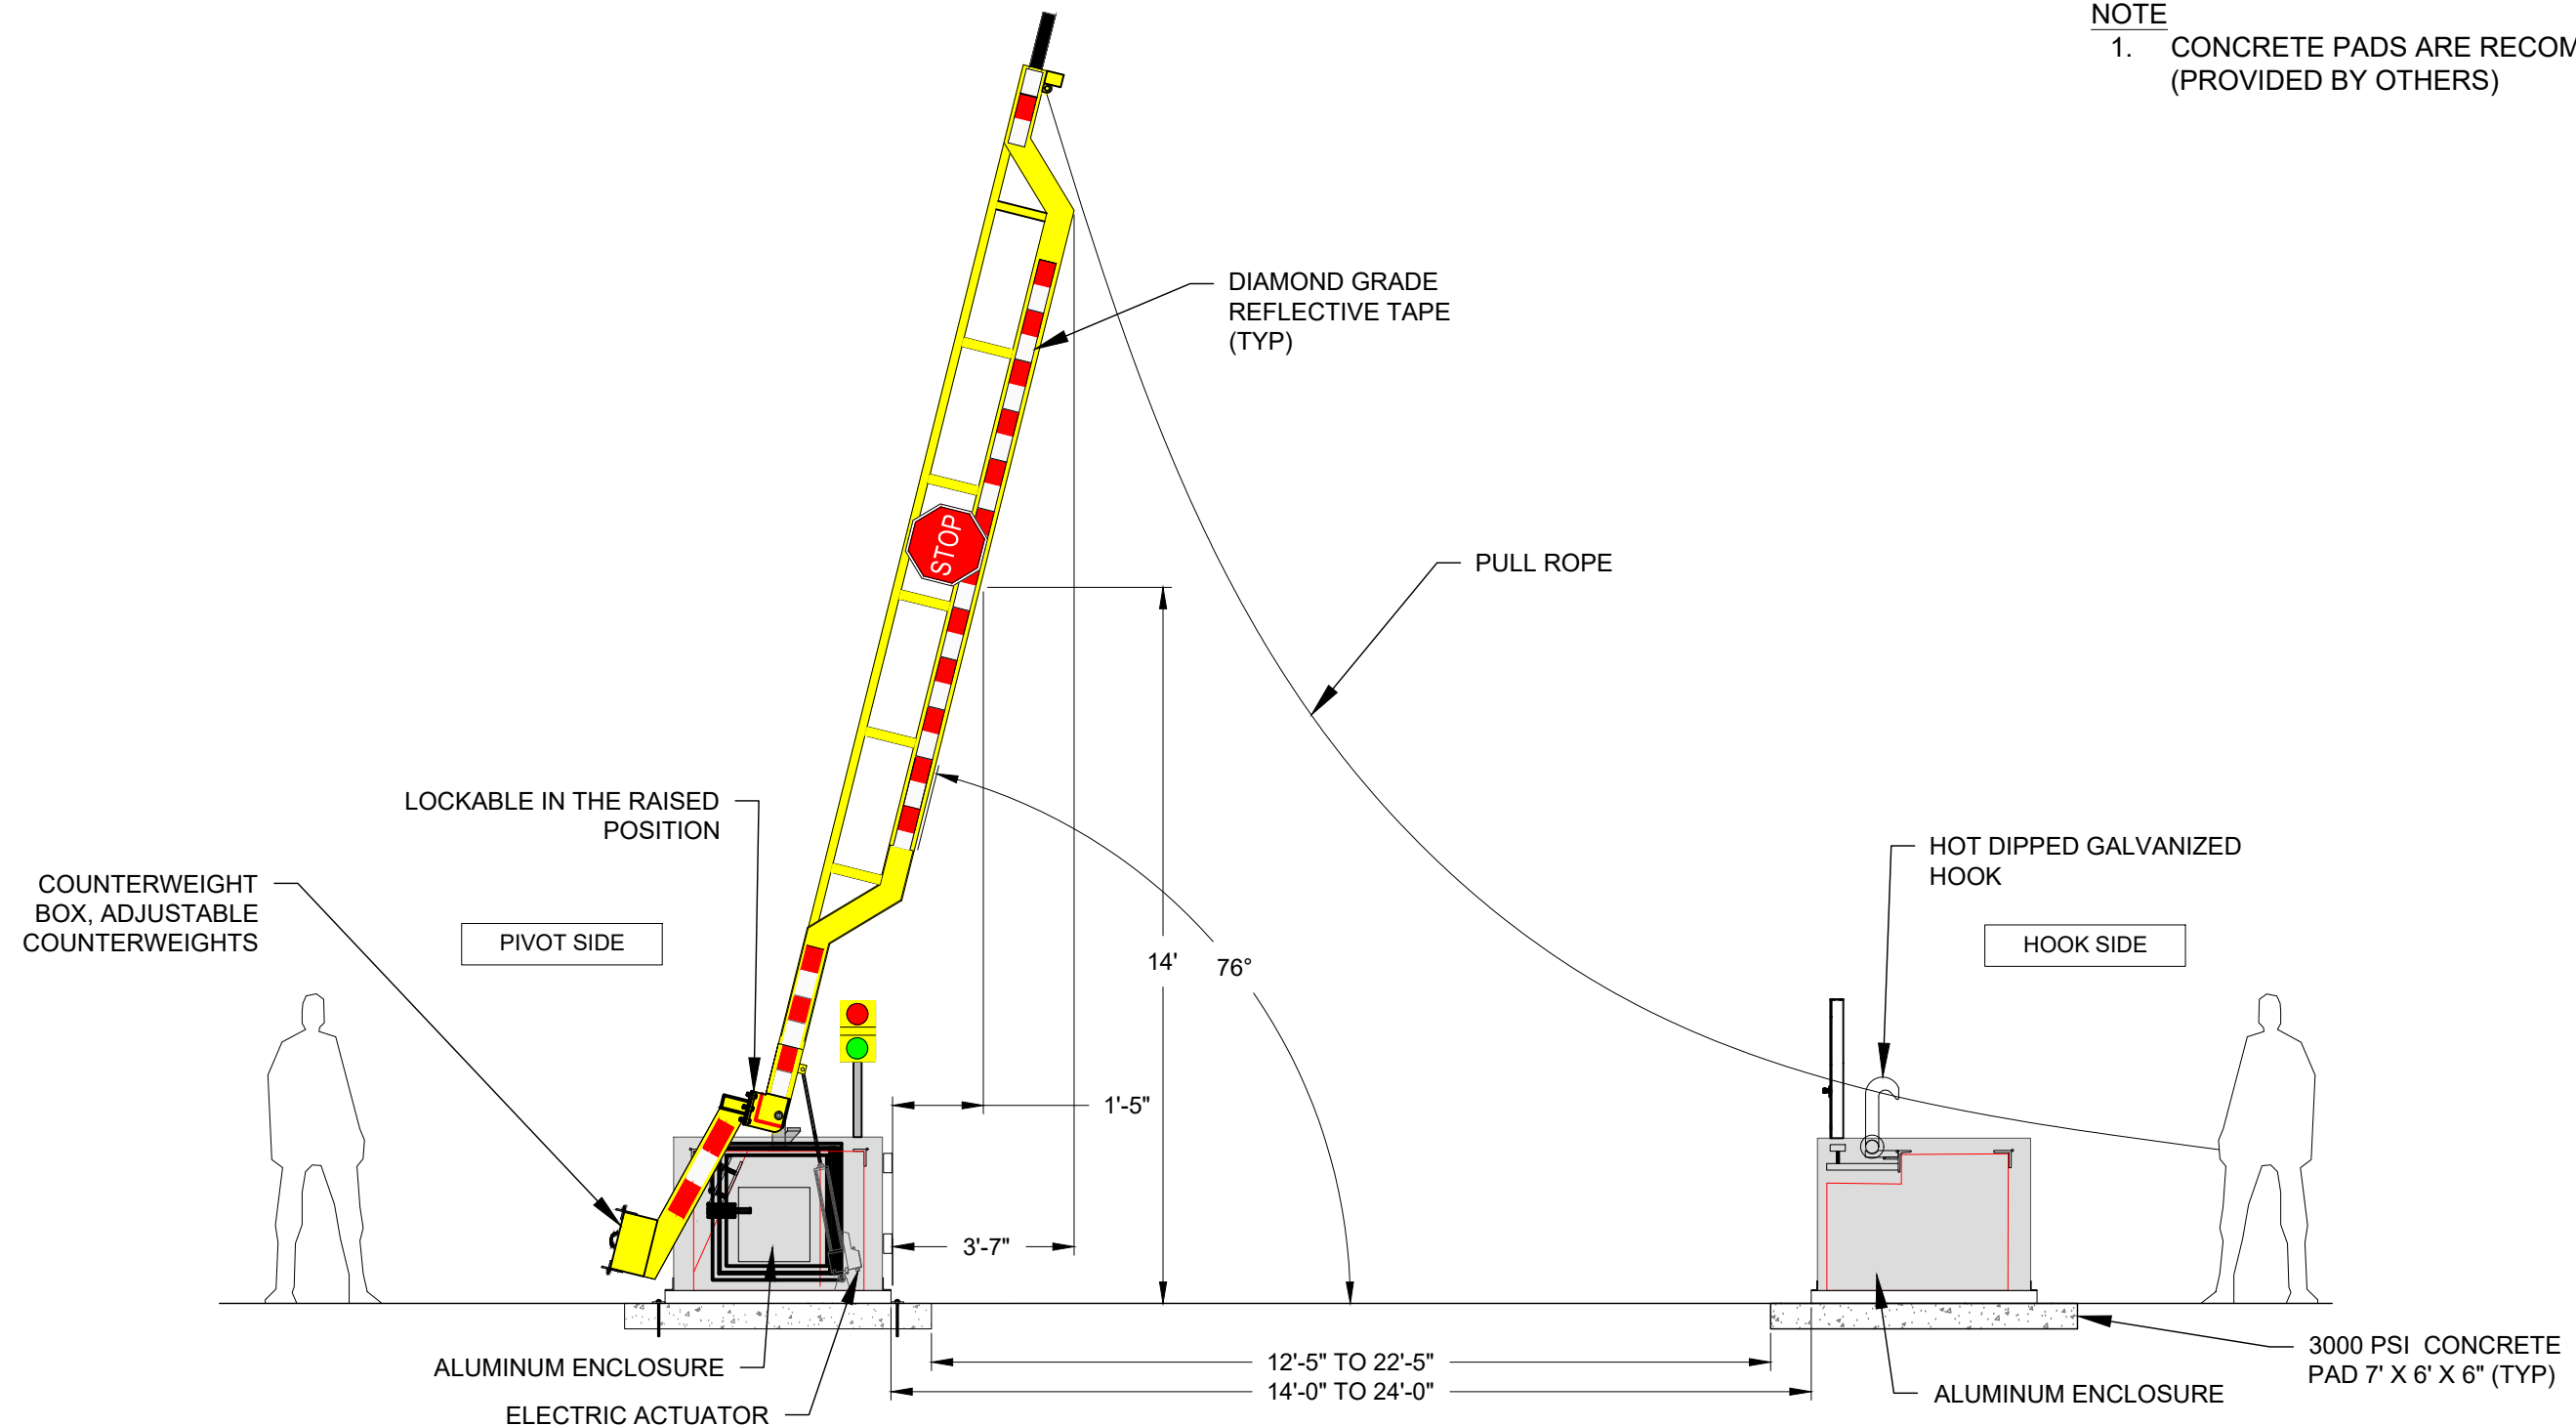 NOTE
1. CONCRETE PADS ARE RECOM
(PROVIDED BY OTHERS)
DIAMOND GRADE
REFLECTIVE TAPE
(TYP)
STOP
PULL ROPE
LOCKABLE IN THE RAISED
POSITION
HOT DIPPED GALVANIZED
HOOK
COUNTERWEIGHT
BOX, ADJUSTABLE
COUNTERWEIGHTS
PIVOT SIDE
HOOK SIDE
14'
76°
1'-5"
3'-7"
12'-5" TO 22'-5"
14'-0" TO 24'-0"
3000 PSI CONCRETE
PAD 7' X 6' X 6" (TYP)
ALUMINUM ENCLOSURE
ALUMINUM ENCLOSURE
ELECTRIC ACTUATOR